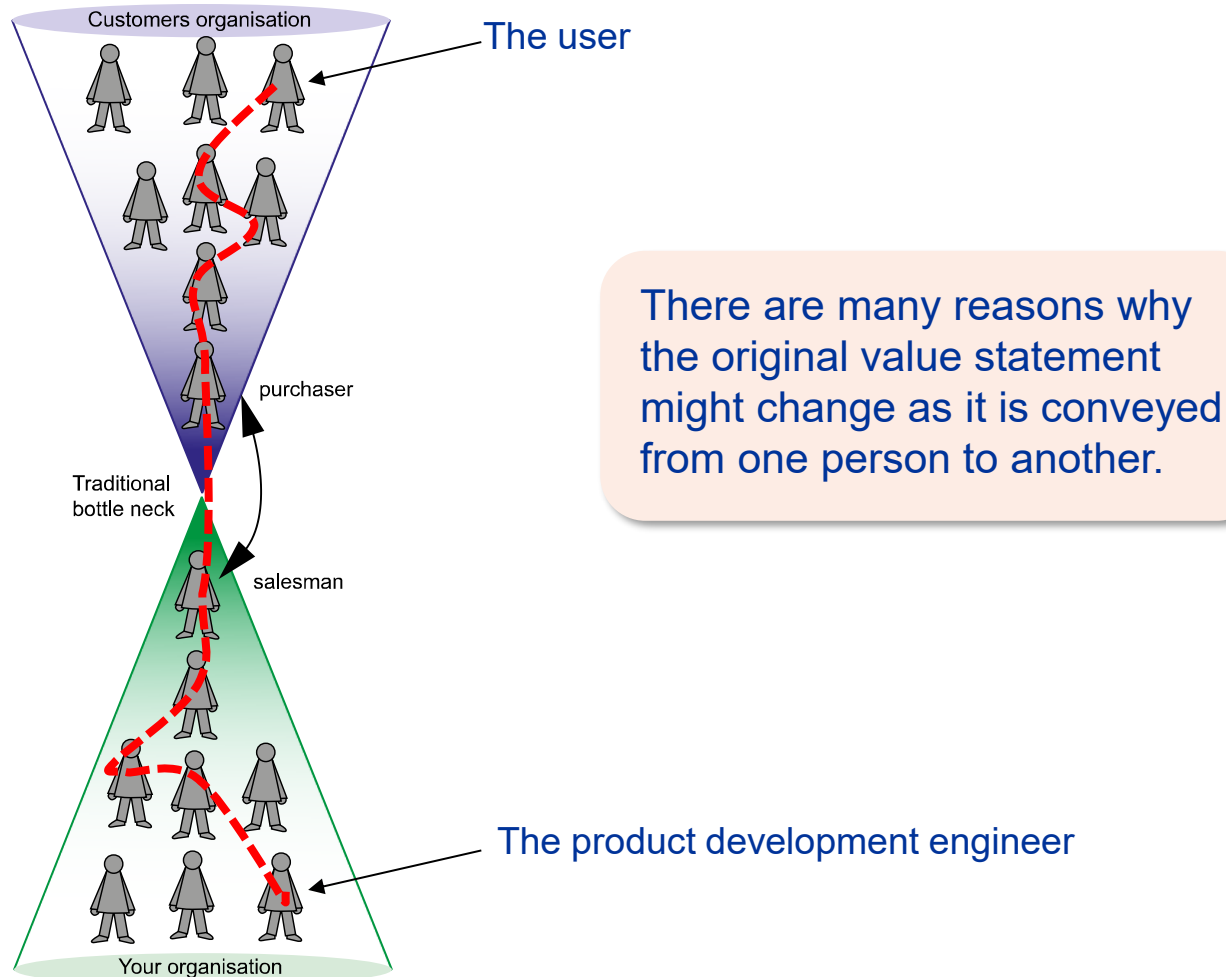 Customers organisation
The user
There are many reasons why
the original value statement
might change as it is conveyed
from one person to another.
purchaser
Traditional
bottle neck
salesman
The product development engineer
Your organisation